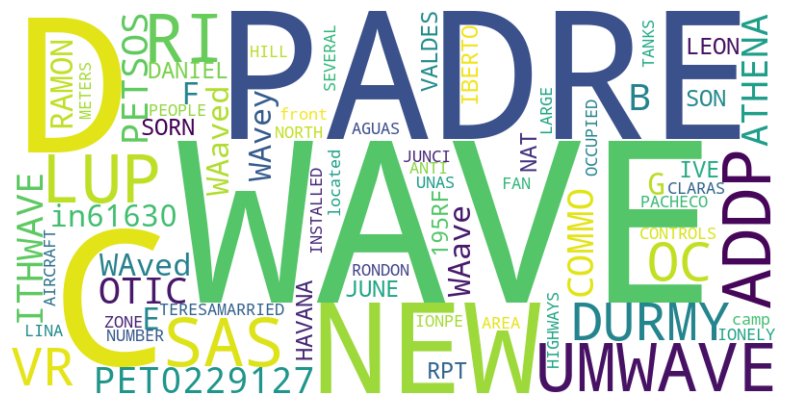 D
PADRE
WAVE
C
NEW
RI
LUP
SAS
ADDP
UMWAVE
DURMY
OC
VR
OTIC
PET0229127
in61630
ITHWAVE
WAved
WAaved
WAvey
WAave
PETSOS
RAMON
METERS
DANIEL
PEOPLE
SORN
F
HILL
front
NORTH
SEVERAL
AGUAS
VALDES
IBERTO
LARGE
NAT
OCCUPIED
B
TANKS
LEON
SON
ATHENA
JUNCI
ANTI
UNAS
FAN
IVE
G
CLARAS
PACHECO
CONTROLS
COMMO
195RF
located
INSTALLED
RONDON
JUNE
AIRCRAFT
LINA
ZONE
E
NUMBER
TERESAMARRIED
HAVANA
IONPE
AREA
RPT
HIGHWAYS
camp
IONELY